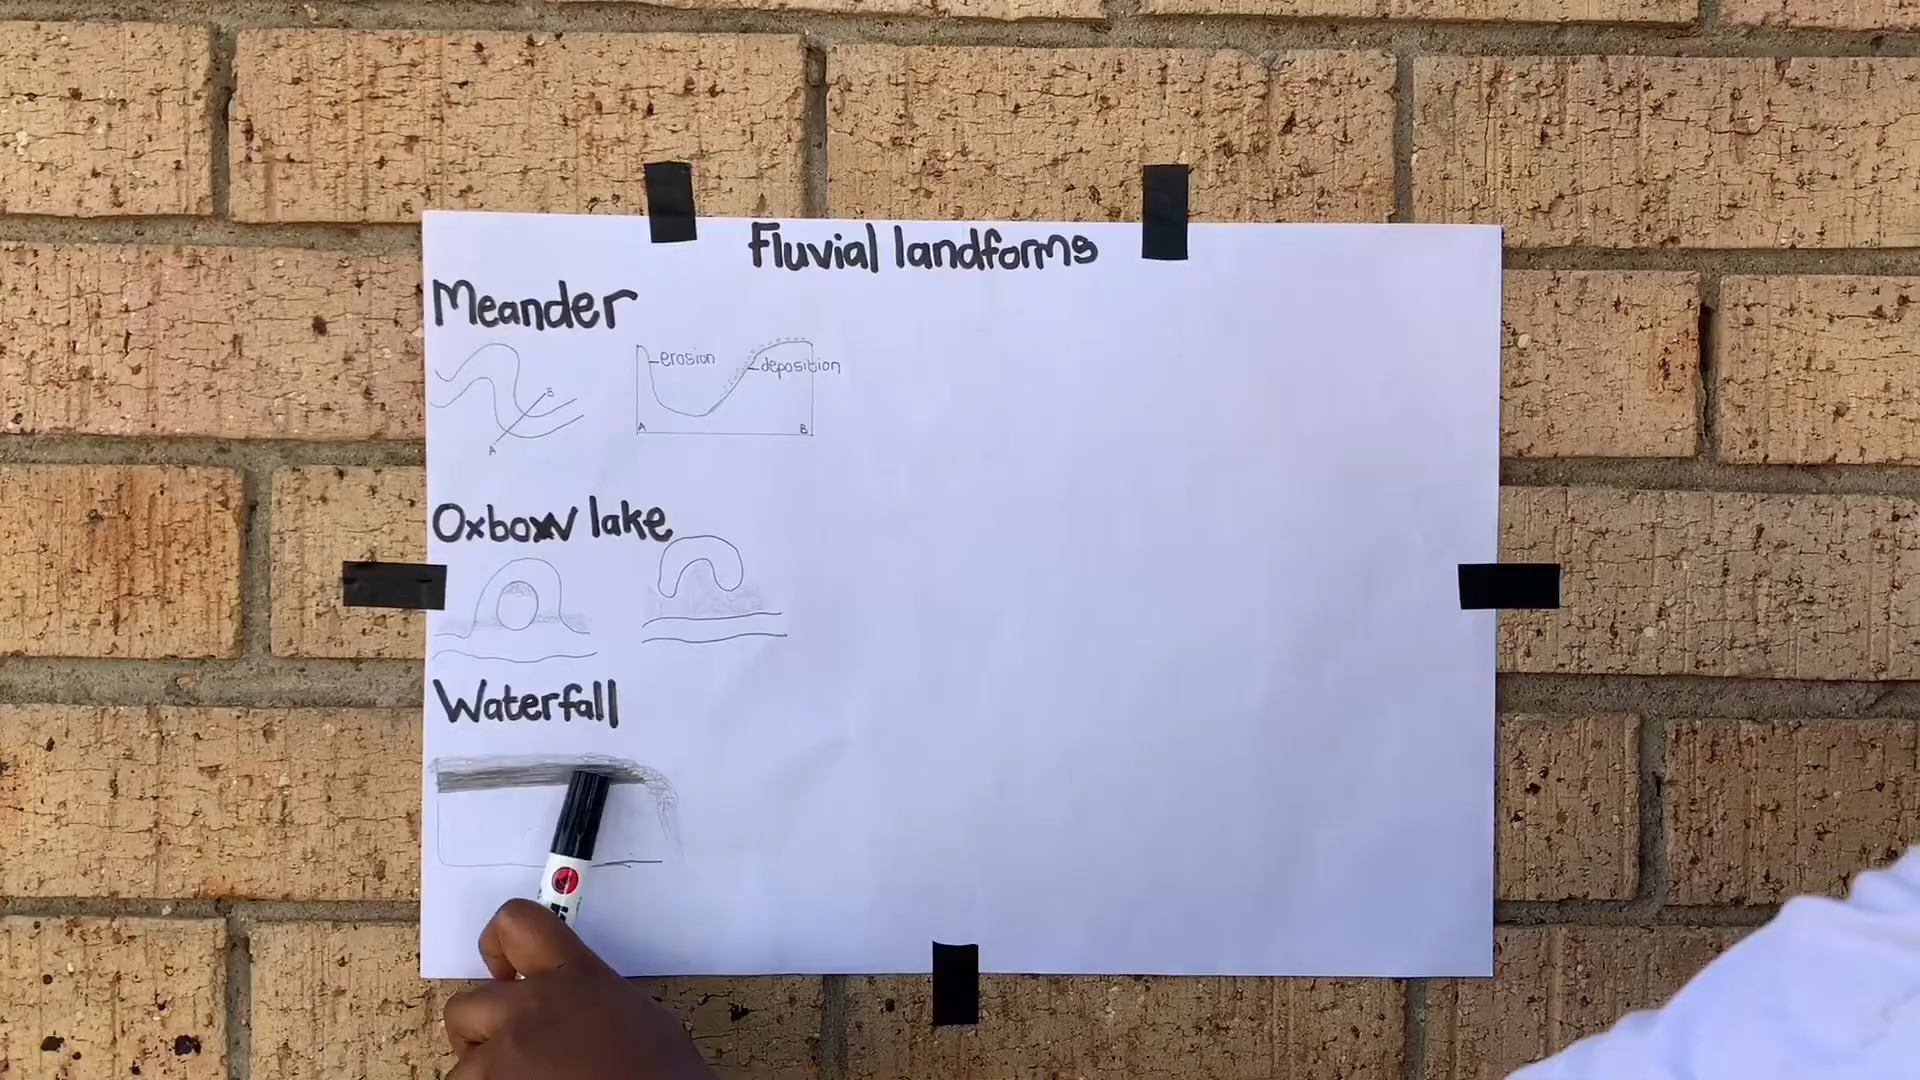 Fluvial landforms
Meander
erosion
deposition
B
A
A
B
Oxbow lake
Waterfall